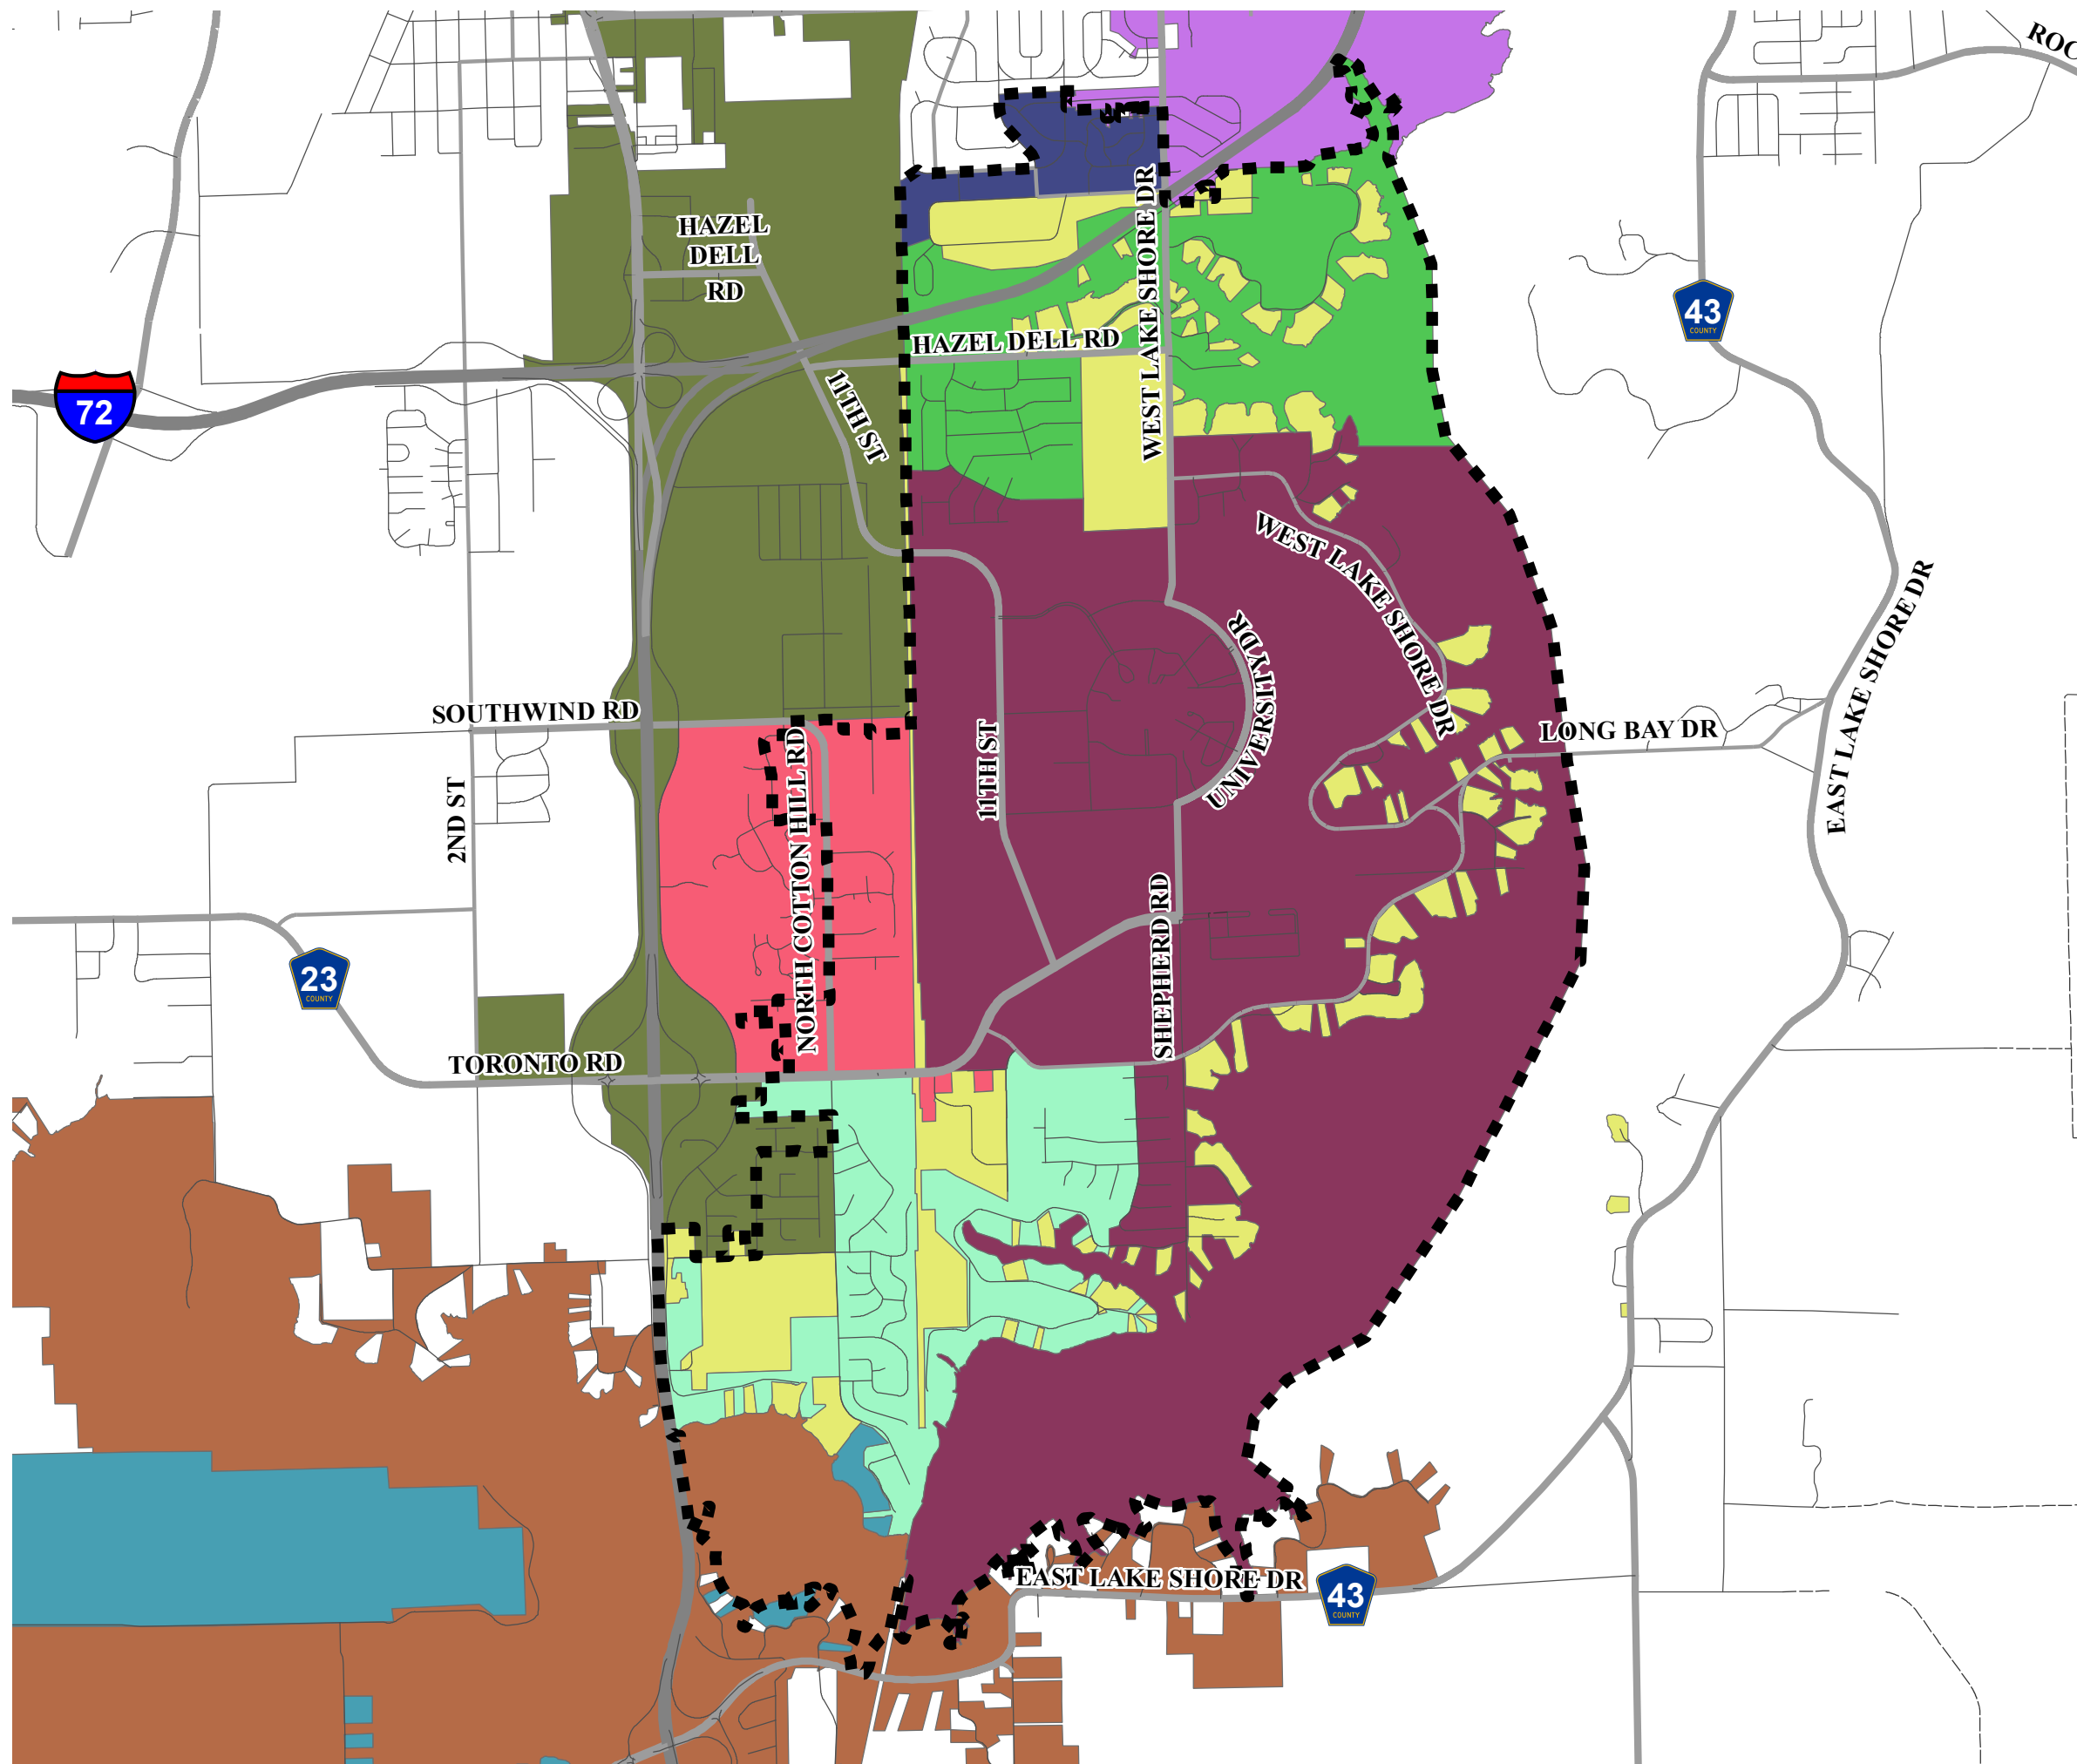 ROC
HAZEL
DELL
RD
WEST LAKE SHORE DR
43
COUNTY
HAZEL DELL RD
72
11TH ST
WEST LAKE SHORE DR
EAST LAKE SHORE DR
UNIVERSITYDR
SOUTHWIND RD
LONG BAY DR
2ND ST
NORTH COTTON HILL RD
11TH ST
SHEPHERD RD
23
COUNTY
TORONTO RD
EAST LAKE SHORE DR
43
COUNTY